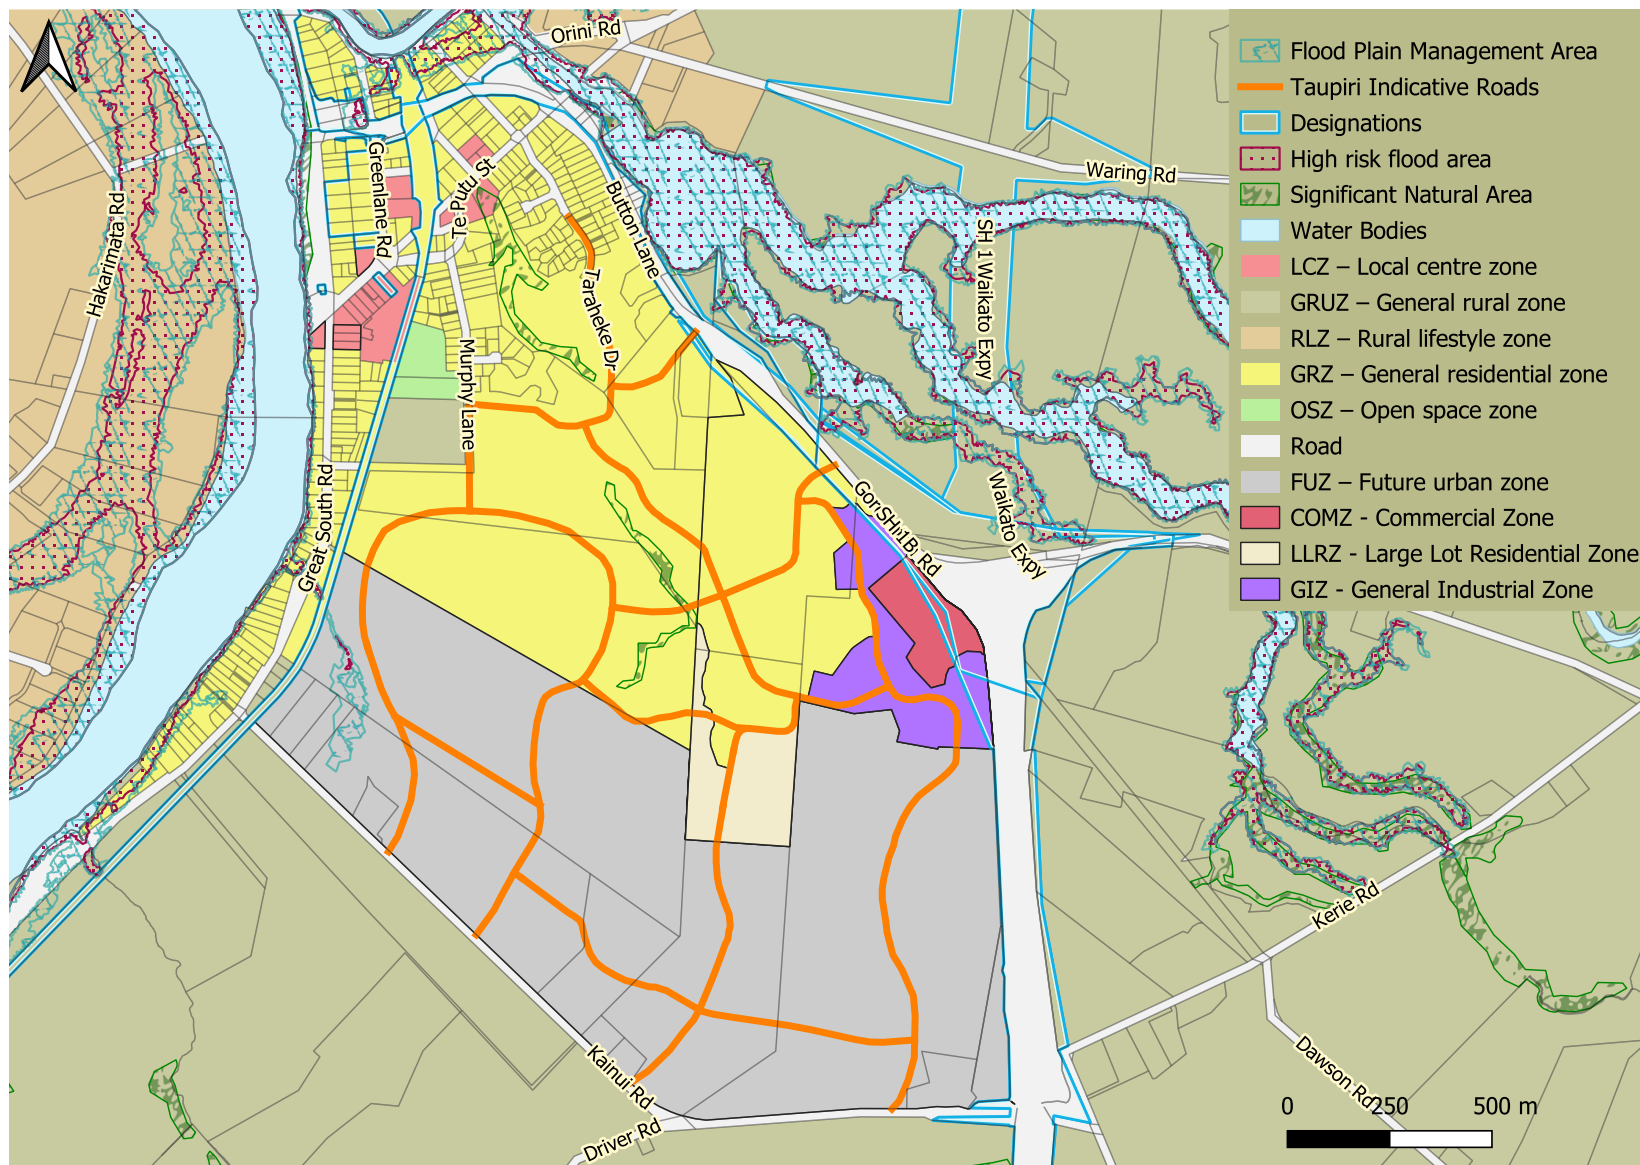 Orini Rd
Waring Rd
Hakarimata Rd
Greenlane Rd
Te Putu St
Button Lane
SH 1Waikato Expy
Taraheke Dr
Murphy Lane
Great South Rd
Waikato Expy
Kainui Rd
Driver Rd
Kerie Rd
Dawson Rd
Flood Plain Management Area
Taupiri Indicative Roads
Designations
High risk flood area
Significant Natural Area
Water Bodies
LCZ – Local centre zone
GRUZ – General rural zone
RLZ – Rural lifestyle zone
GRZ – General residential zone
OSZ – Open space zone
Road
FUZ – Future urban zone
COMZ - Commercial Zone
LLRZ - Large Lot Residential Zone
GIZ - General Industrial Zone
0 250 500 m